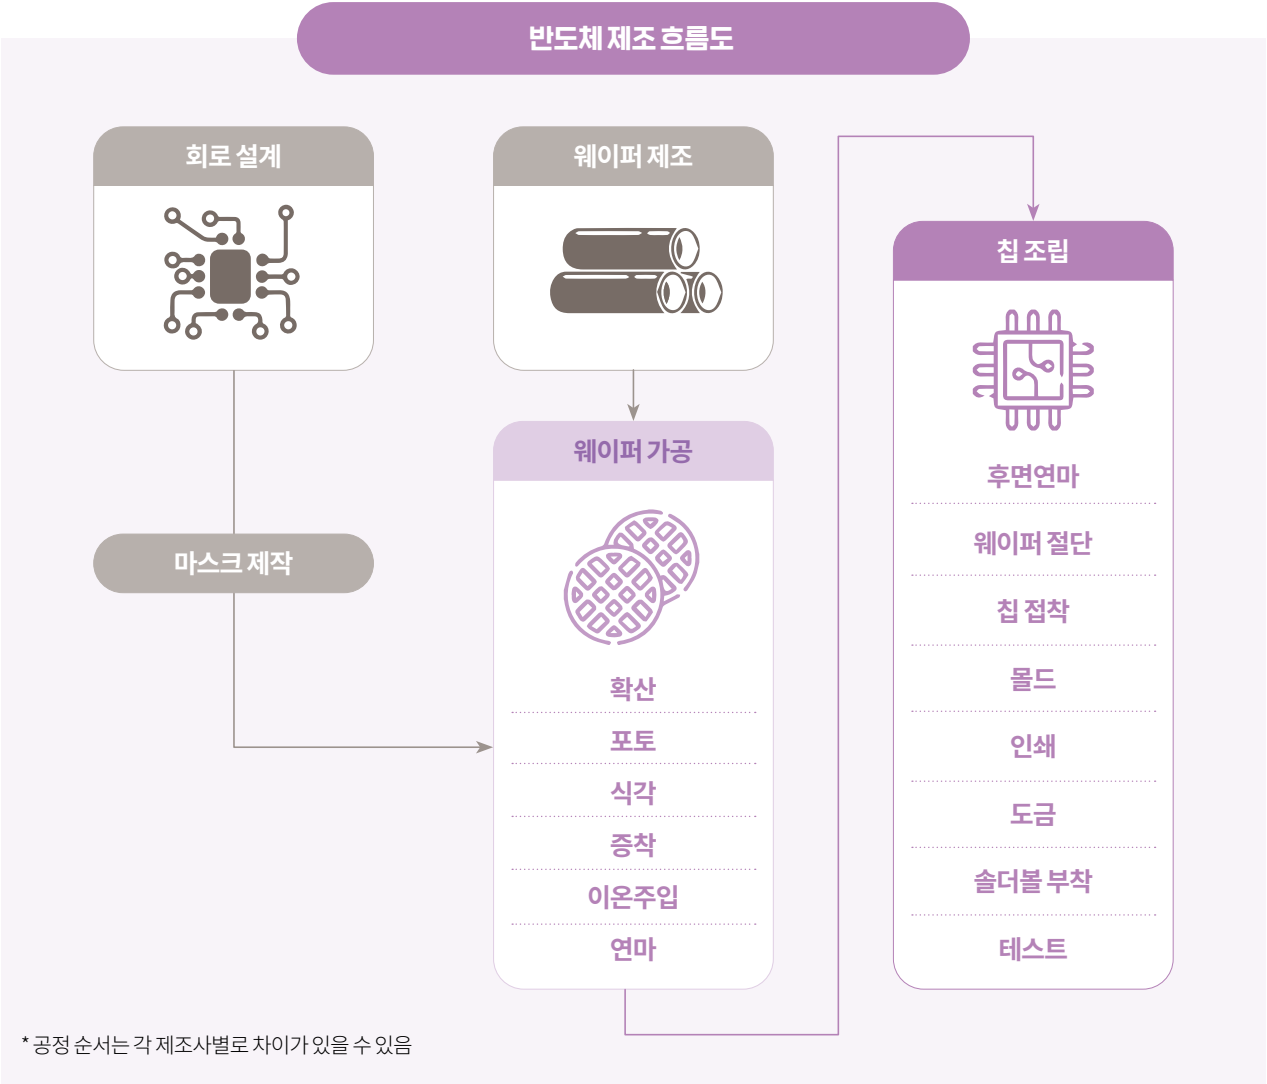 반도체 제조 흐름도
회로 설계
마스크 제작
웨이퍼 제조
웨이퍼 가공
확산
포토
식각
증착
이온주입
연마
칩 조립
후면연마
웨이퍼 절단
칩 접착
몰드
인쇄
도금
솔더볼 부착
테스트
* 공정 순서는 각 제조사별로 차이가 있을 수 있음